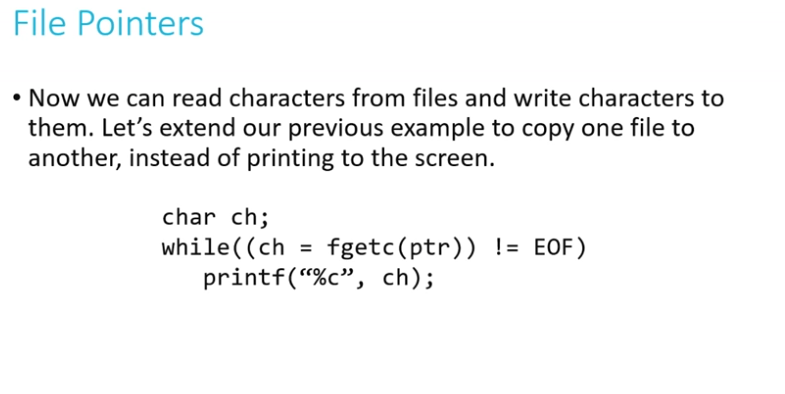 File Pointers
• Now we can read characters from files and write characters to
them. Let’s extend our previous example to copy one file to
another, instead of printing to the screen.
char ch;
while((ch = fgetc(ptr)) != EOF)
printf(“%c”, ch);